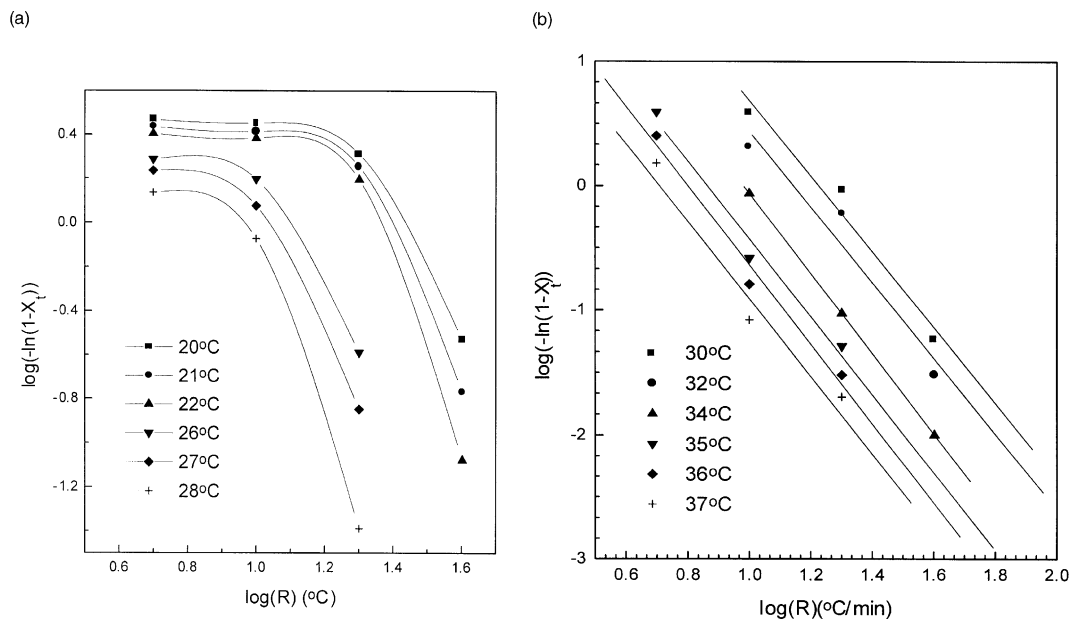 (a)
(b)
0.4
0.0
-0.4
-0.8
-1.2
log(-ln(1-Xt))
20°C
21°C
22°C
26°C
27°C
28°C
0.6 0.8 1.0 1.2 1.4 1.6
log(R) (°C)
1
0
-1
-2
-3
log(-ln(1-Xt))
30°C
32°C
34°C
35°C
36°C
37°C
0.6 0.8 1.0 1.2 1.4 1.6 1.8 2.0
log(R)(°C/min)